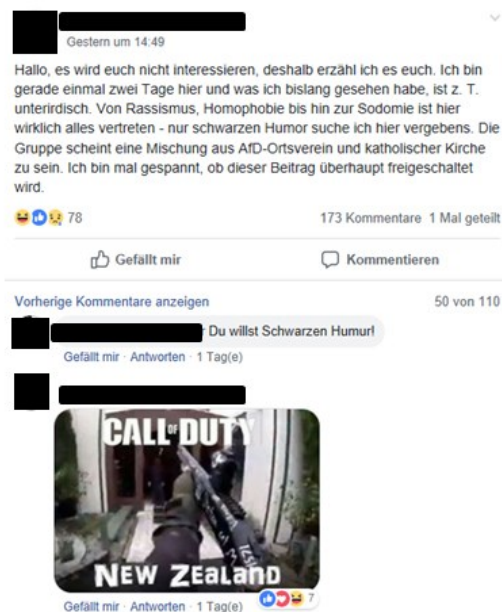 Gestern um 14:49
Hallo, es wird euch nicht interessieren, deshalb erzähl ich es euch. Ich bin
gerade einmal zwei Tage hier und was ich bislang gesehen habe, ist z. T.
unterirdisch. Von Rassismus, Homophobie bis hin zur Sodomie ist hier
wirklich alles vertreten - nur schwarzen Humor suche ich hier vergebens. Die
Gruppe scheint eine Mischung aus AfD-Ortsverein und katholischer Kirche
zu sein. Ich bin mal gespannt, ob dieser Beitrag überhaupt freigeschaltet
wird.
78 173 Kommentare 1 Mal geteilt
Gefällt mir Kommentieren
Vorherige Kommentare anzeigen 50 von 110
Du willst Schwarzen Humur!
Gefällt mir · Antworten · 1 Tag(e)
CALL OF DUTY
NEW ZEALAND
Gefällt mir · Antworten · 1 Tag(e) 7